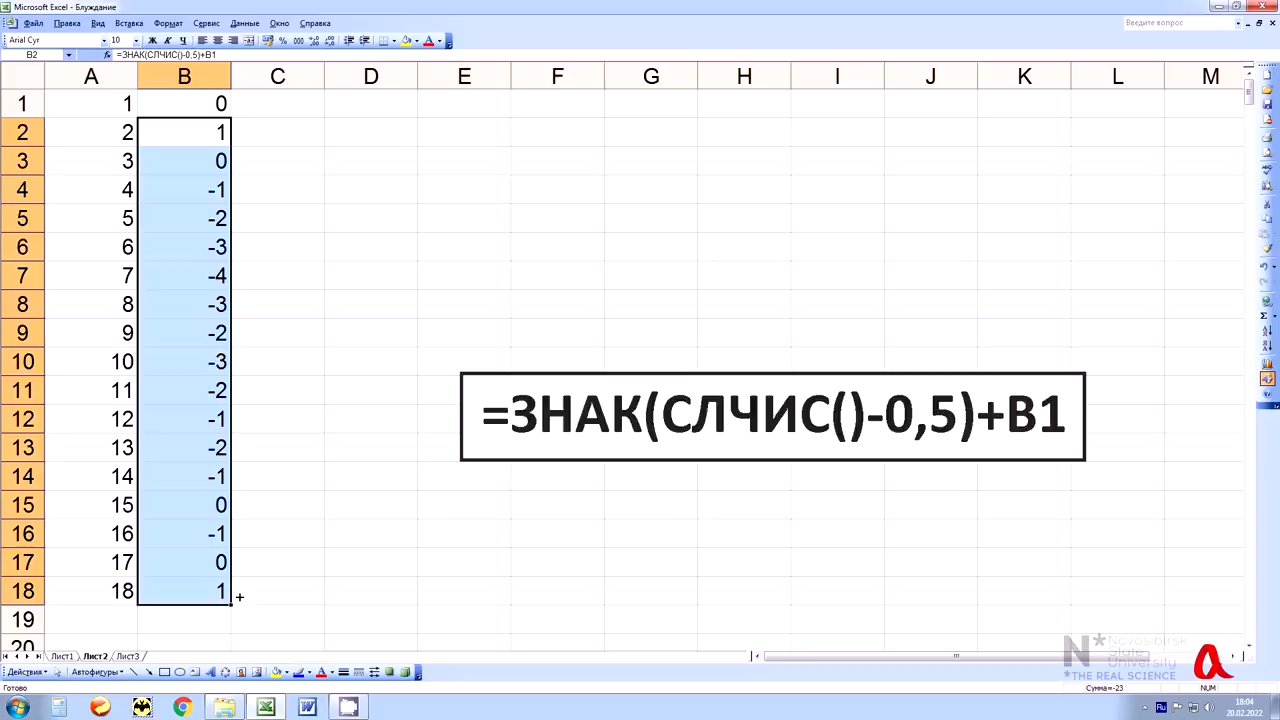 Microsoft Excel - Блуждание
Файл Правка Вид Вставка Формат Сервис Данные Окно Справка
Введите вопрос
Arial Cyr 10 Ж К Ч
B2 fx =ЗНАК(СЛЧИС()-0,5)+B1
A B C D E F G H I J K L M
1 1 0
2 2 1
3 3 0
4 4 -1
5 5 -2
6 6 -3
7 7 -4
8 8 -3
9 9 -2
10 10 -3
11 11 -2
12 12 -1
13 13 -2
14 14 -1
15 15 0
16 16 -1
17 17 0
18 18 1
19
20
=ЗНАК(СЛЧИС()-0,5)+B1
N* Novosibirsk
State
University
*THE REAL SCIENCE
Лист1 Лист2 Лист3
Действия Автофигуры
Готово Сумма=-23 NUM
Ru 18:04
20.02.2022